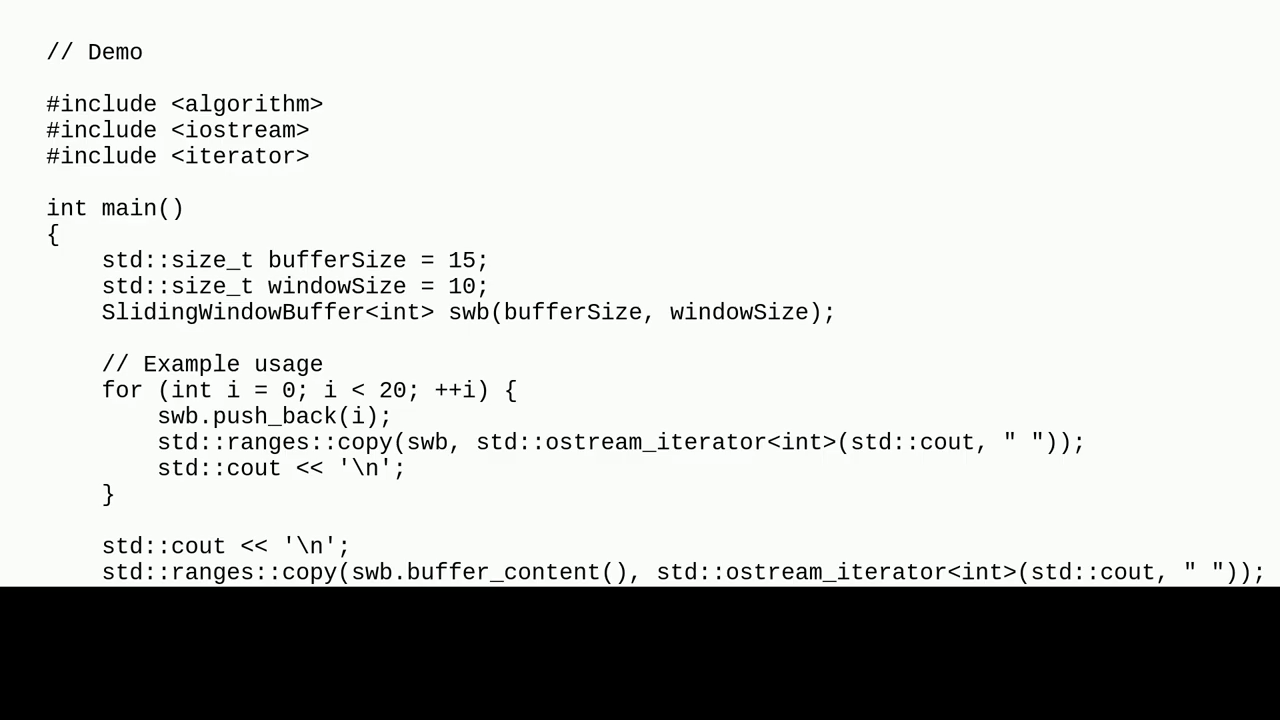 // Demo
#include <algorithm>
#include <iostream>
#include <iterator>
int main()
{
    std::size_t bufferSize = 15;
    std::size_t windowSize = 10;
    SlidingWindowBuffer<int> swb(bufferSize, windowSize);
    // Example usage
    for (int i = 0; i < 20; ++i) {
        swb.push_back(i);
        std::ranges::copy(swb, std::ostream_iterator<int>(std::cout, " "));
        std::cout << '\n';
    }
    std::cout << '\n';
    std::ranges::copy(swb.buffer_content(), std::ostream_iterator<int>(std::cout, " "));